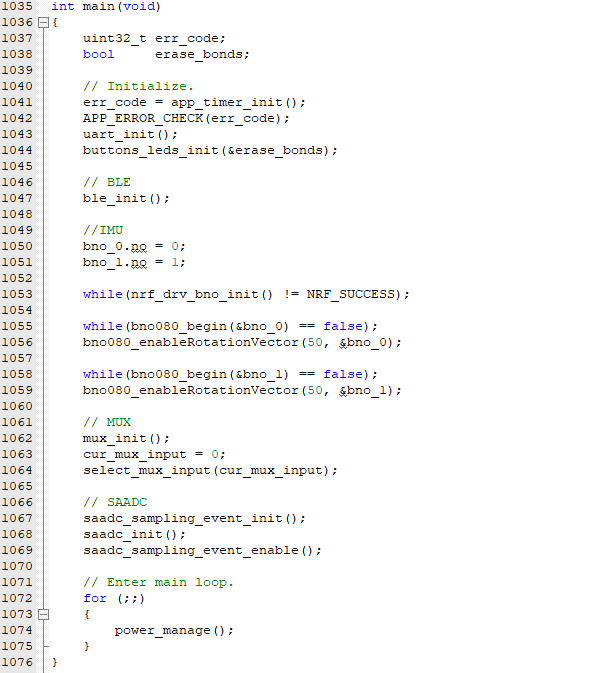 1035 int main(void)
1036 {
1037 uint32_t err_code;
1038 bool erase_bonds;
1039
1040 // Initialize.
1041 err_code = app_timer_init();
1042 APP_ERROR_CHECK(err_code);
1043 uart_init();
1044 buttons_leds_init(&erase_bonds);
1045
1046 // BLE
1047 ble_init();
1048
1049 //IMU
1050 bno_0.no = 0;
1051 bno_1.no = 1;
1052
1053 while(nrf_drv_bno_init() != NRF_SUCCESS);
1054
1055 while(bno080_begin(&bno_0) == false);
1056 bno080_enableRotationVector(50, &bno_0);
1057
1058 while(bno080_begin(&bno_1) == false);
1059 bno080_enableRotationVector(50, &bno_1);
1060
1061 // MUX
1062 mux_init();
1063 cur_mux_input = 0;
1064 select_mux_input(cur_mux_input);
1065
1066 // SAADC
1067 saadc_sampling_event_init();
1068 saadc_init();
1069 saadc_sampling_event_enable();
1070
1071 // Enter main loop.
1072 for (;;)
1073 {
1074 power_manage();
1075 }
1076 }